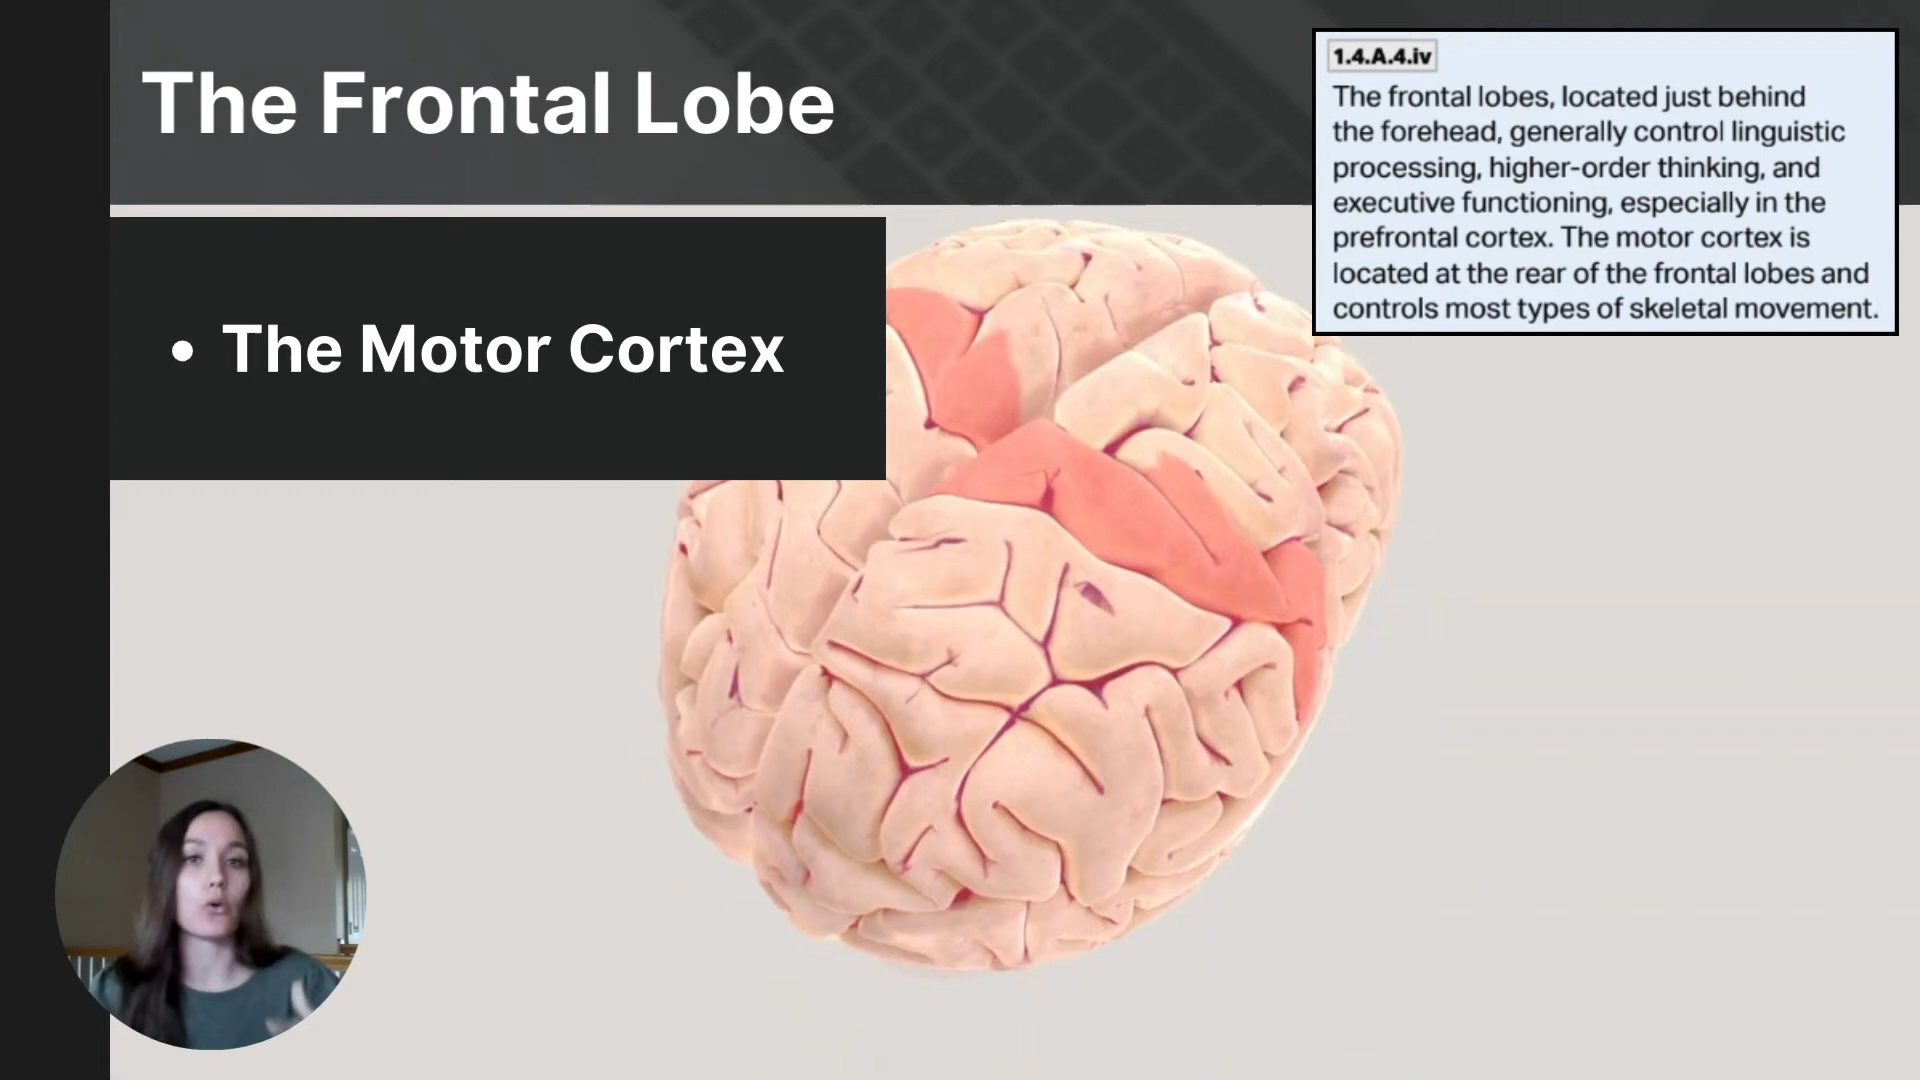 The Frontal Lobe
• The Motor Cortex
1.4.A.4.iv
The frontal lobes, located just behind
the forehead, generally control linguistic
processing, higher-order thinking, and
executive functioning, especially in the
prefrontal cortex. The motor cortex is
located at the rear of the frontal lobes and
controls most types of skeletal movement.